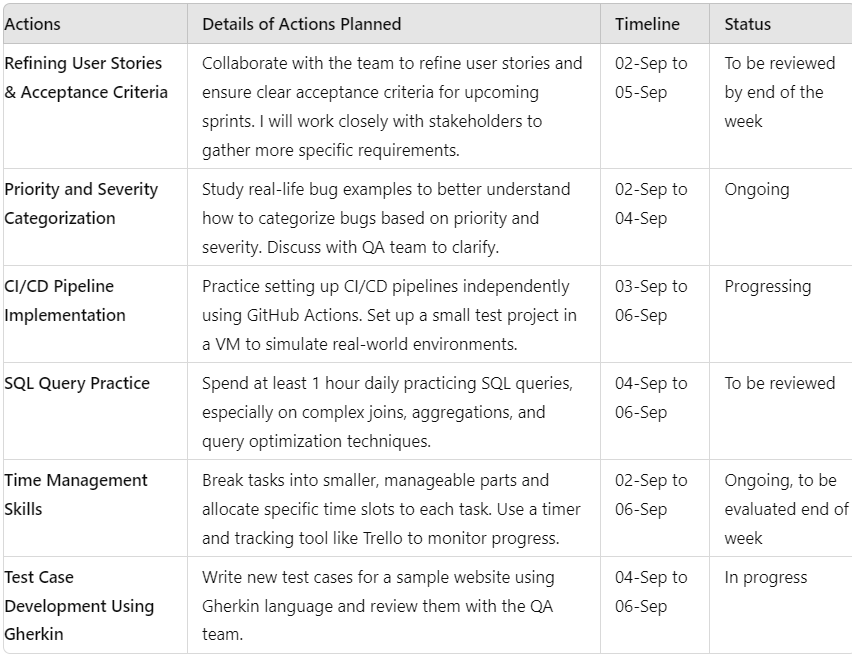 Actions Details of Actions Planned Timeline Status
Refining User Stories
& Acceptance Criteria
Collaborate with the team to refine user stories and
ensure clear acceptance criteria for upcoming
sprints. I will work closely with stakeholders to
gather more specific requirements.
02-Sep to
05-Sep
To be reviewed
by end of the
week
Priority and Severity
Categorization
Study real-life bug examples to better understand
how to categorize bugs based on priority and
severity. Discuss with QA team to clarify.
02-Sep to
04-Sep
Ongoing
CI/CD Pipeline
Implementation
Practice setting up CI/CD pipelines independently
using GitHub Actions. Set up a small test project in
a VM to simulate real-world environments.
03-Sep to
06-Sep
Progressing
SQL Query Practice
Spend at least 1 hour daily practicing SQL queries,
especially on complex joins, aggregations, and
query optimization techniques.
04-Sep to
06-Sep
To be reviewed
Time Management
Skills
Break tasks into smaller, manageable parts and
allocate specific time slots to each task. Use a timer
and tracking tool like Trello to monitor progress.
02-Sep to
06-Sep
Ongoing, to be
evaluated end of
week
Test Case
Development Using
Gherkin
Write new test cases for a sample website using
Gherkin language and review them with the QA
team.
04-Sep to
06-Sep
In progress